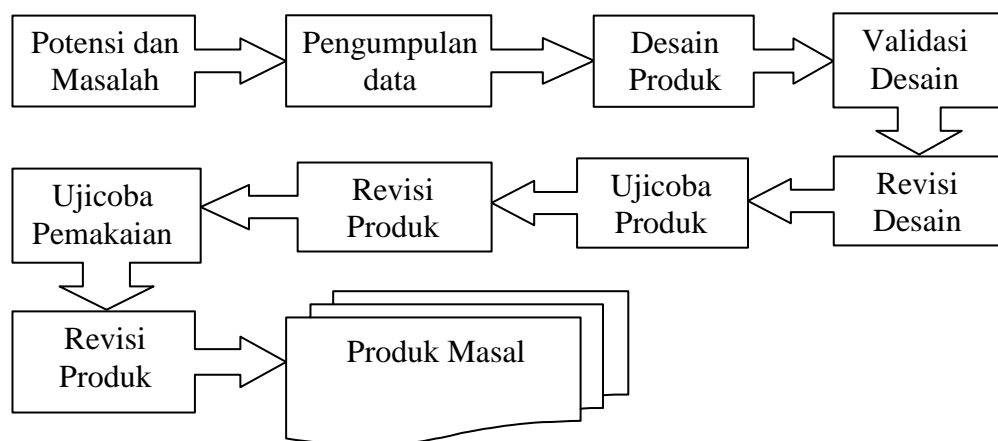 Potensi dan
Masalah
Pengumpulan
data
Desain
Produk
Validasi
Desain
Revisi
Desain
Ujicoba
Produk
Revisi
Produk
Ujicoba
Pemakaian
Revisi
Produk
Produk Masal